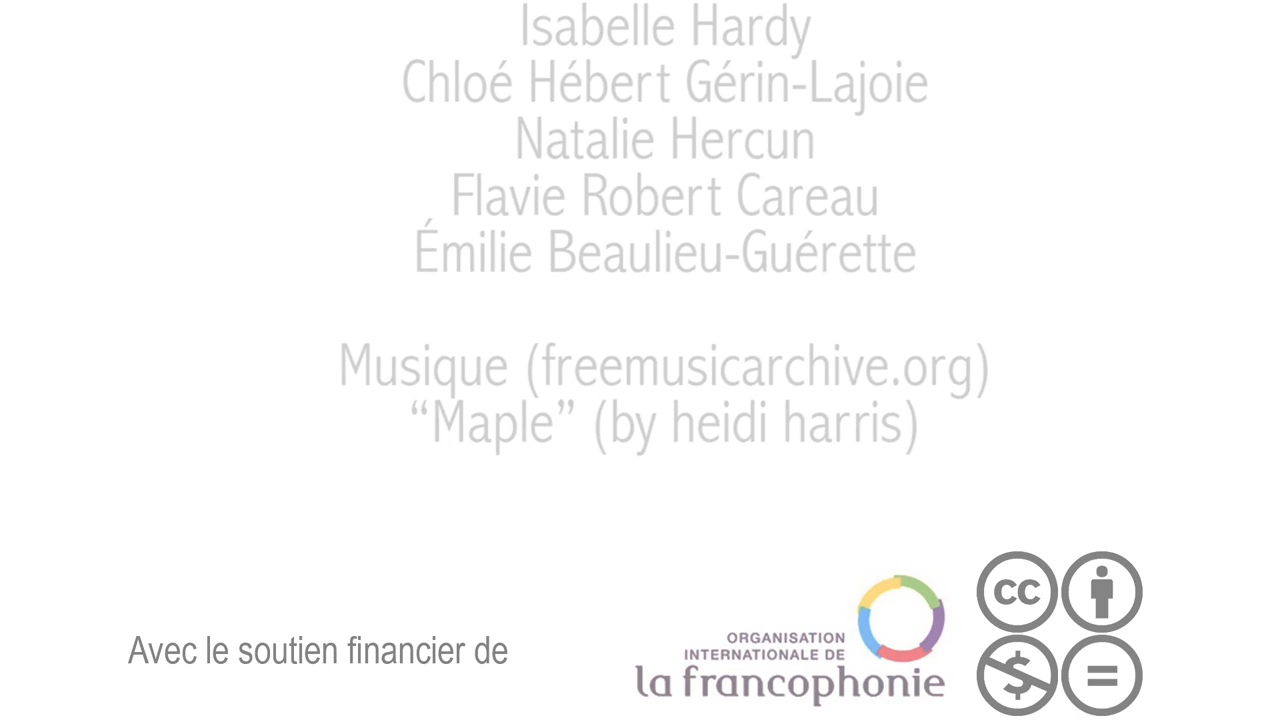 Isabelle Hardy
Chloé Hébert Gérin-Lajoie
Natalie Hercun
Flavie Robert Careau
Émilie Beaulieu-Guérette
Musique (freemusicarchive.org)
“Maple” (by heidi harris)
Avec le soutien financier de
ORGANISATION
INTERNATIONALE DE
la francophonie
cc
$
=